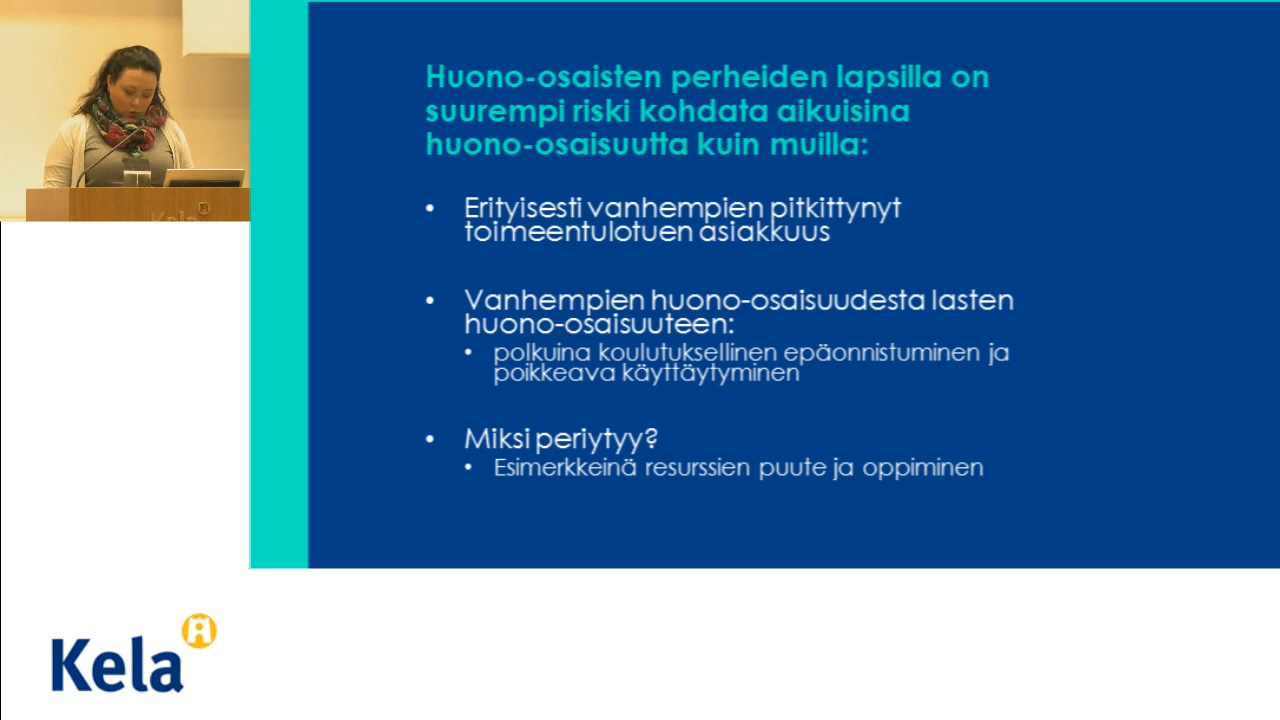 Huono-osaisten perheiden lapsilla on
suurempi riski kohdata aikuisina
huono-osaisuutta kuin muilla:
• Erityisesti vanhempien pitkittynyt
toimeentulotuen asiakkuus
• Vanhempien huono-osaisuudesta lasten
huono-osaisuuteen:
• polkuina koulutuksellinen epäonnistuminen ja
poikkeava käyttäytyminen
• Miksi periytyy?
• Esimerkkeinä resurssien puute ja oppiminen
Kela
Kela